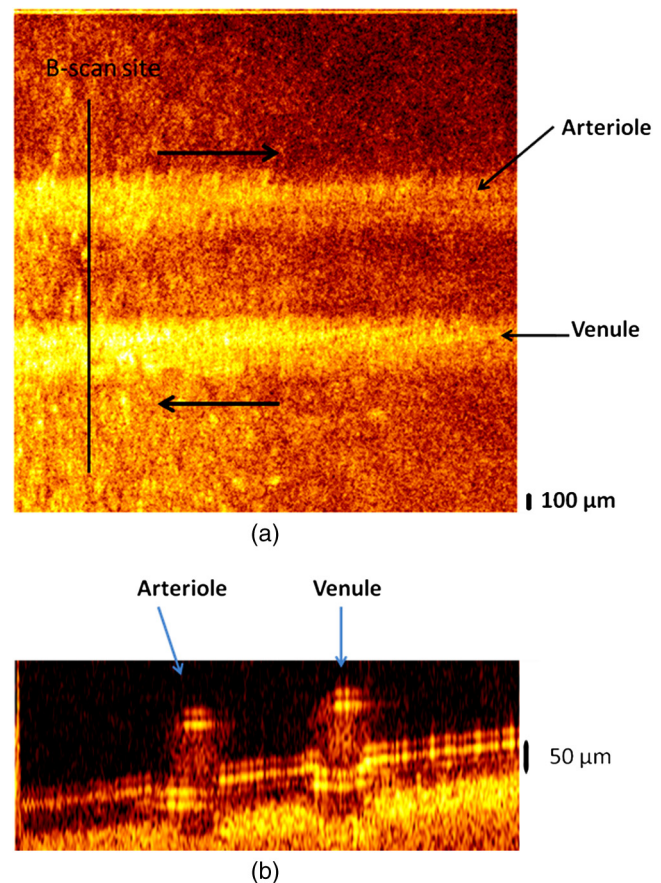 B-scan site
Arteriole
Venule
100 µm
(a)
Arteriole
Venule
50 µm
(b)